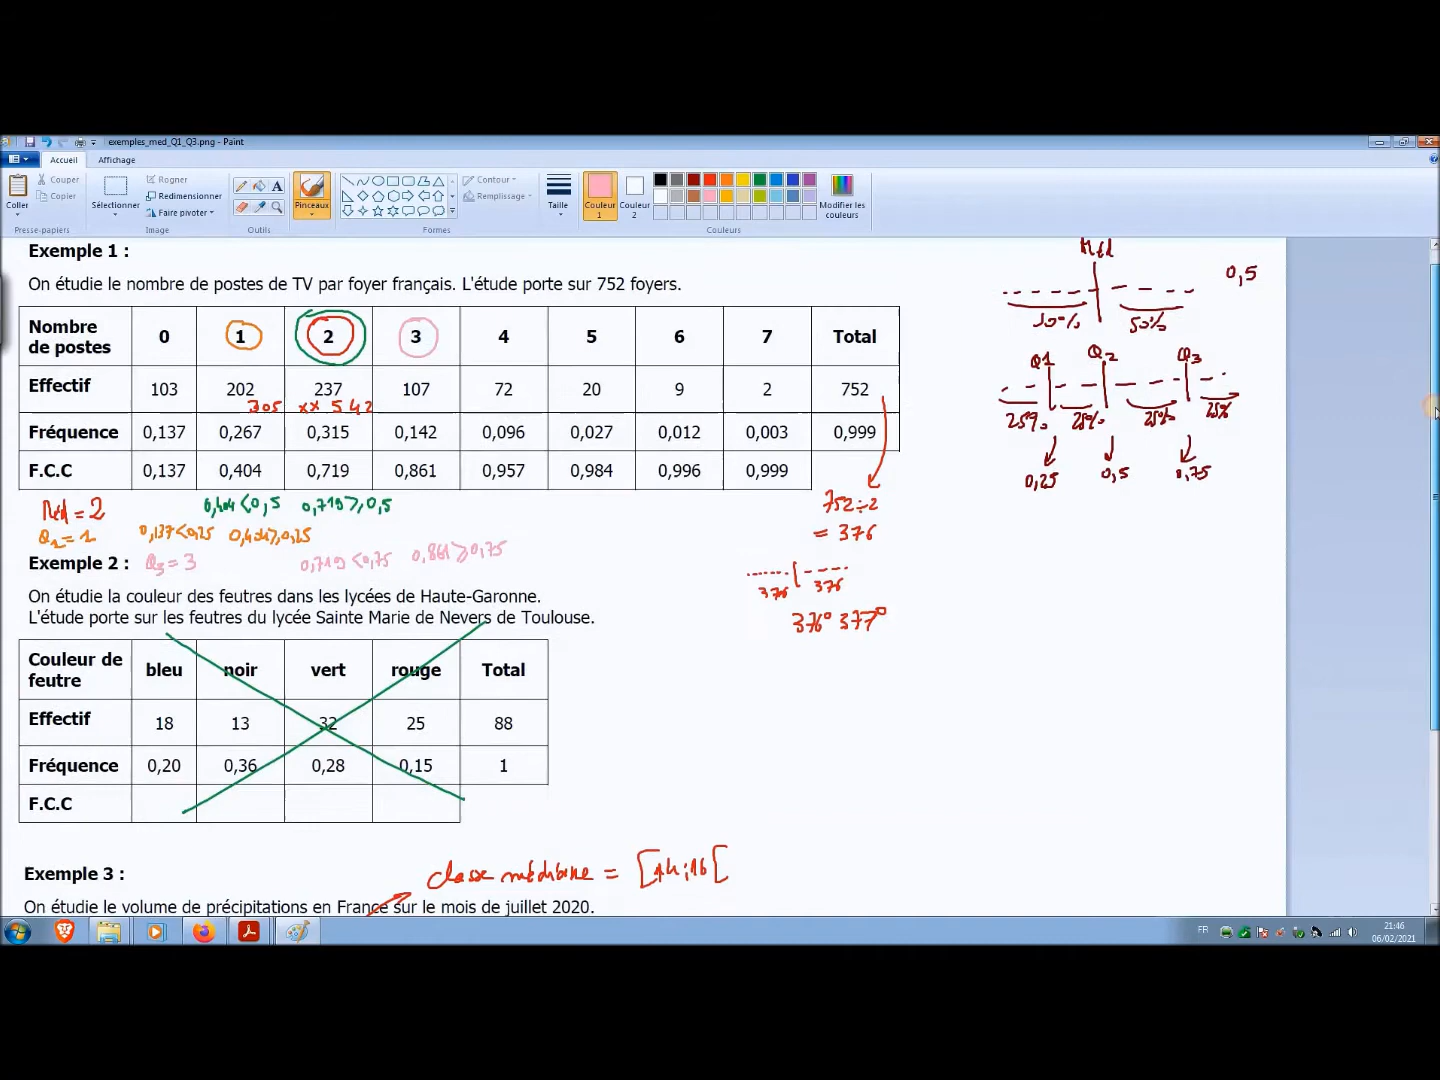 exemples_med_Q1_Q3.png - Paint
Accueil Affichage
Coller
Couper
Copier
Presse-papiers
Sélectionner
Rogner
Redimensionner
Faire pivoter
Image
Outils
Pinceaux
Formes
Contour
Remplissage
Taille
Couleur 1
Couleur 2
Couleurs
Modifier les couleurs
Exemple 1 :
On étudie le nombre de postes de TV par foyer français. L'étude porte sur 752 foyers.
Nombre de postes 0 1 2 3 4 5 6 7 Total
Effectif 103 202 237 107 72 20 9 2 752
305 xx 542
Fréquence 0,137 0,267 0,315 0,142 0,096 0,027 0,012 0,003 0,999
F.C.C 0,137 0,404 0,719 0,861 0,957 0,984 0,996 0,999
Méd = 2 0,404 < 0,5 0,719 ⩾ 0,5
Q1 = 1 0,137 < 0,25 0,404 ⩾ 0,25
Q3 = 3 0,719 < 0,75 0,861 ⩾ 0,75
752 ÷ 2
= 376
376 376
376° 377°
Méd
0,5
50% 50%
Q1 Q2 Q3
25% 25% 25% 25%
0,25 0,5 0,75
Exemple 2 :
On étudie la couleur des feutres dans les lycées de Haute-Garonne.
L'étude porte sur les feutres du lycée Sainte Marie de Nevers de Toulouse.
Couleur de feutre bleu noir vert rouge Total
Effectif 18 13 32 25 88
Fréquence 0,20 0,36 0,28 0,15 1
F.C.C
Exemple 3 :
classe médiane = [14;16[
On étudie le volume de précipitations en France sur le mois de juillet 2020.
FR
21:46
06/02/2021